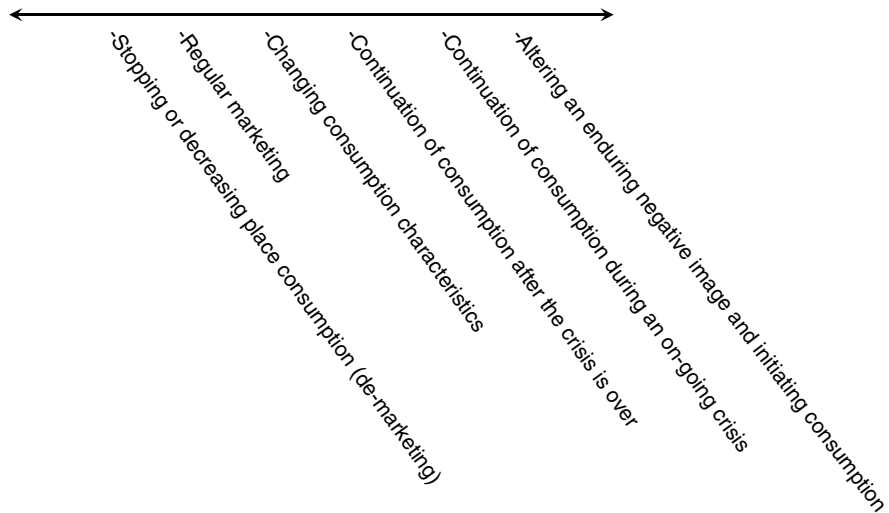 -Stopping or decreasing place consumption (de-marketing)
-Regular marketing
-Changing consumption characteristics
-Continuation of consumption after the crisis is over
-Continuation of consumption during an on-going crisis
-Altering an enduring negative image and initiating consumption